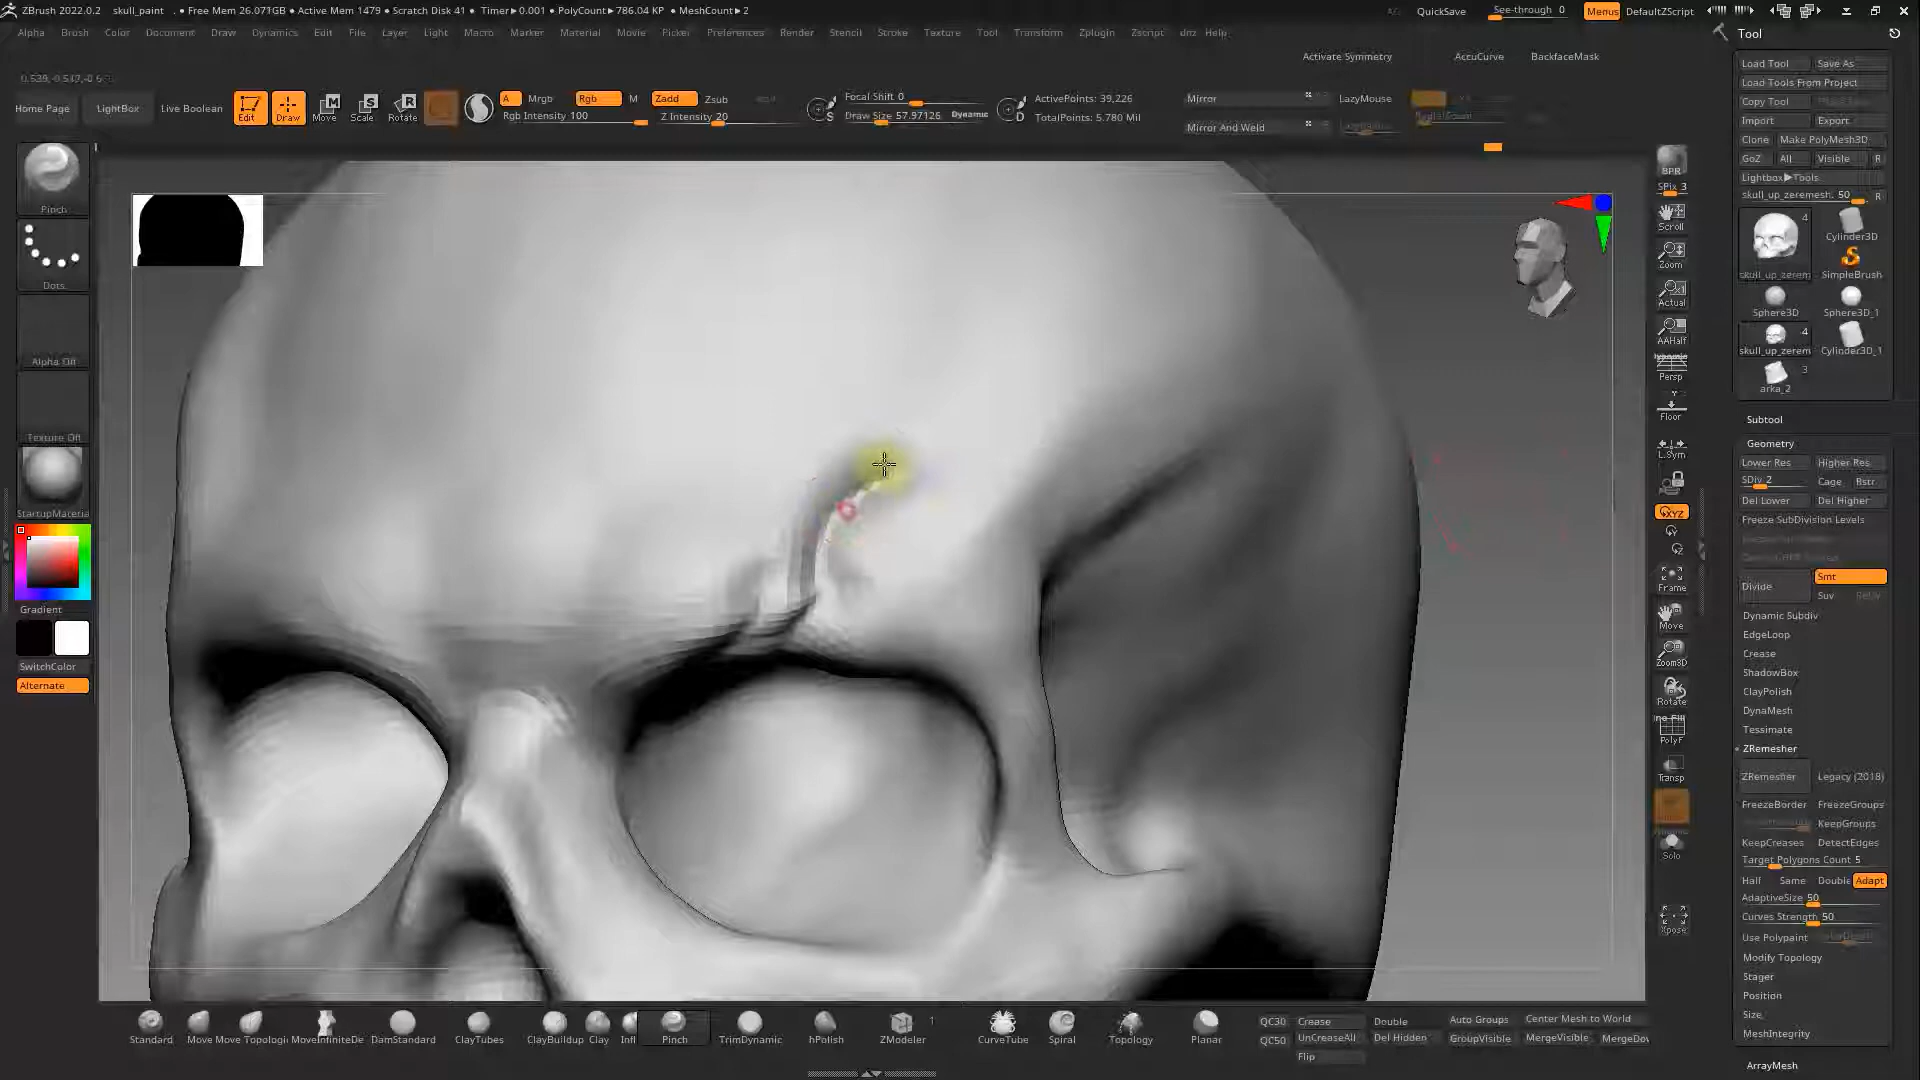 ZBrush 2022.0.2 skull_paint . • Free Mem 26.071GB • Active Mem 1479 • Scratch Disk 41 • Timer▶0.001 • PolyCount▶786.04 KP • MeshCount▶2 QuickSave See-through 0 Menus DefaultZScript
Alpha Brush Color Document Draw Dynamics Edit File Layer Light Macro Marker Material Movie Picker Preferences Render Stencil Stroke Texture Tool Transform Zplugin Zscript dnz Help
Tool
Activate Symmetry AccuCurve BackfaceMask
Home Page LightBox Live Boolean Edit Draw Move Scale Rotate
A Mrgb Rgb M Zadd Zsub
Rgb Intensity 100 Z Intensity 20
Focal Shift 0
Draw Size 57.97126 Dynamic
ActivePoints: 39,226
TotalPoints: 5.780 Mil
Mirror
Mirror And Weld
LazyMouse
Pinch
Dots
Alpha Off
Texture Off
StartupMateria
Gradient
SwitchColor
Alternate
BPR
SPix 3
Scroll
Zoom
Actual
AAHalf
Persp
Floor
L.Sym
XYZ
Frame
Move
Zoom3D
Rotate
PolyF
Transp
Solo
Xpose
Load Tool Save As
Load Tools From Project
Copy Tool
Import Export
Clone Make PolyMesh3D
GoZ All Visible R
Lightbox▶Tools
skull_up_zeremesh. 50 R
4
Cylinder3D
skull_up_zerem SimpleBrush
Sphere3D Sphere3D_1
4
skull_up_zerem Cylinder3D_1
3
arka_2
Subtool
Geometry
Lower Res Higher Res
SDiv 2 Cage Rstr
Del Lower Del Higher
Freeze SubDivision Levels
Divide Smt
Suv
Dynamic Subdiv
EdgeLoop
Crease
ShadowBox
ClayPolish
DynaMesh
Tessimate
ZRemesher
ZRemesher Legacy (2018)
FreezeBorder FreezeGroups
KeepGroups
KeepCreases DetectEdges
Target Polygons Count 5
Half Same Double Adapt
AdaptiveSize 50
Curves Strength 50
Use Polypaint
Modify Topology
Stager
Position
Size
MeshIntegrity
ArrayMesh
Standard Move Move Topologi MoveInfiniteDe DamStandard ClayTubes ClayBuildup Clay Infl Pinch TrimDynamic hPolish ZModeler 1 CurveTube Spiral Topology Planar
QC30 Crease Double Auto Groups Center Mesh to World
QC50 UnCreaseAll Del Hidden GroupVisible MergeVisible MergeDov
Flip